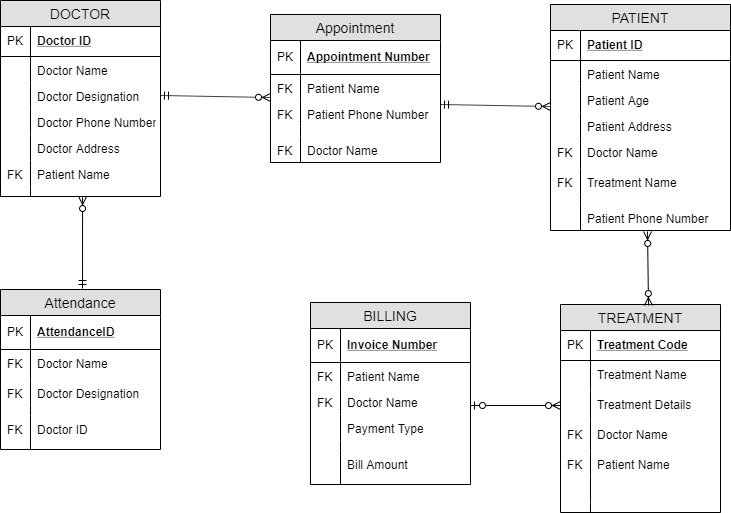 DOCTOR
PK Doctor ID
Doctor Name
Doctor Designation
Doctor Phone Number
Doctor Address
FK Patient Name
Appointment
PK Appointment Number
FK Patient Name
FK Patient Phone Number
FK Doctor Name
PATIENT
PK Patient ID
Patient Name
Patient Age
Patient Address
FK Doctor Name
FK Treatment Name
Patient Phone Number
Attendance
PK AttendanceID
FK Doctor Name
FK Doctor Designation
FK Doctor ID
BILLING
PK Invoice Number
FK Patient Name
FK Doctor Name
Payment Type
Bill Amount
TREATMENT
PK Treatment Code
Treatment Name
Treatment Details
FK Doctor Name
FK Patient Name